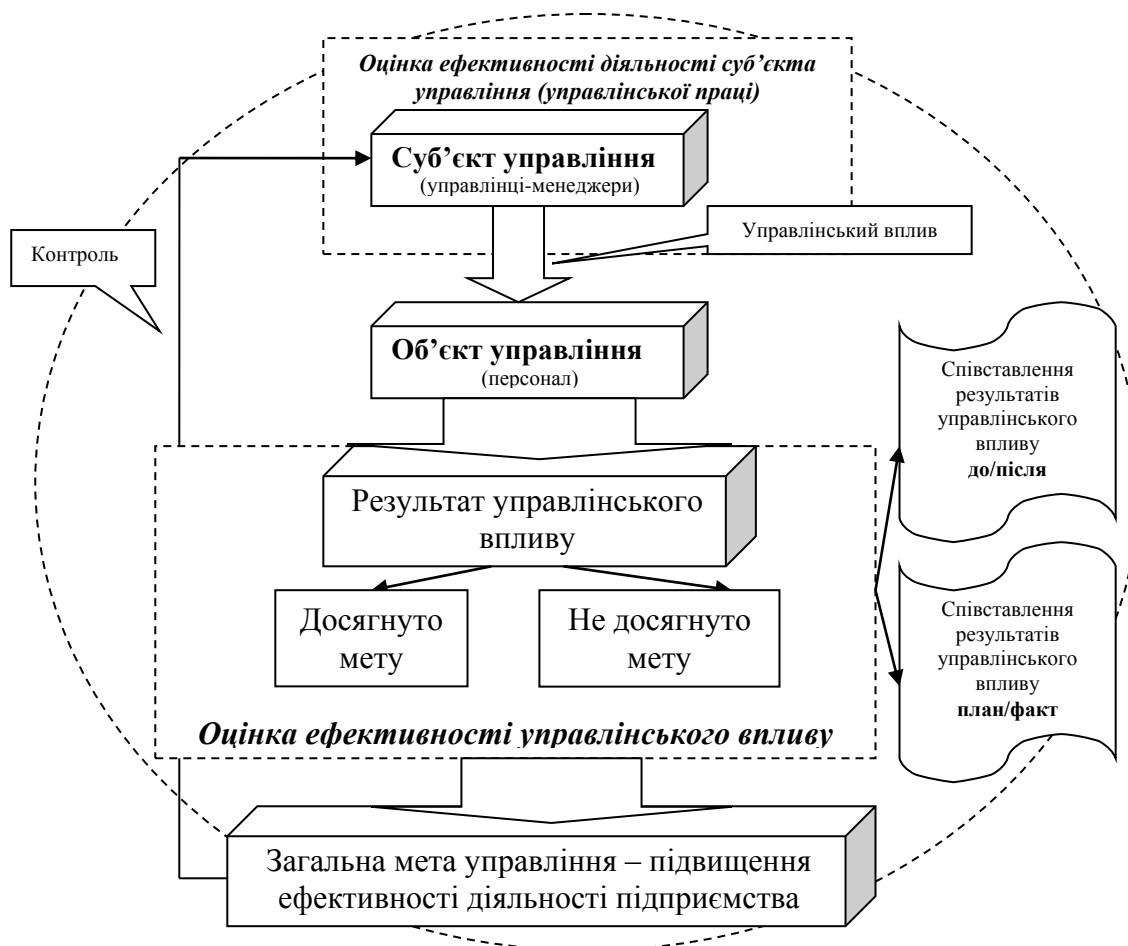 Оцінка ефективності діяльності суб’єкта
управління (управлінської праці)
Суб’єкт управління
(управлінці-менеджери)
Управлінський вплив
Контроль
Об’єкт управління
(персонал)
Співставлення
результатів
управлінського
впливу
до/після
Результат управлінського
впливу
Досягнуто
мету
Не досягнуто
мету
Співставлення
результатів
управлінського
впливу
план/факт
Оцінка ефективності управлінського впливу
Загальна мета управління – підвищення
ефективності діяльності підприємства